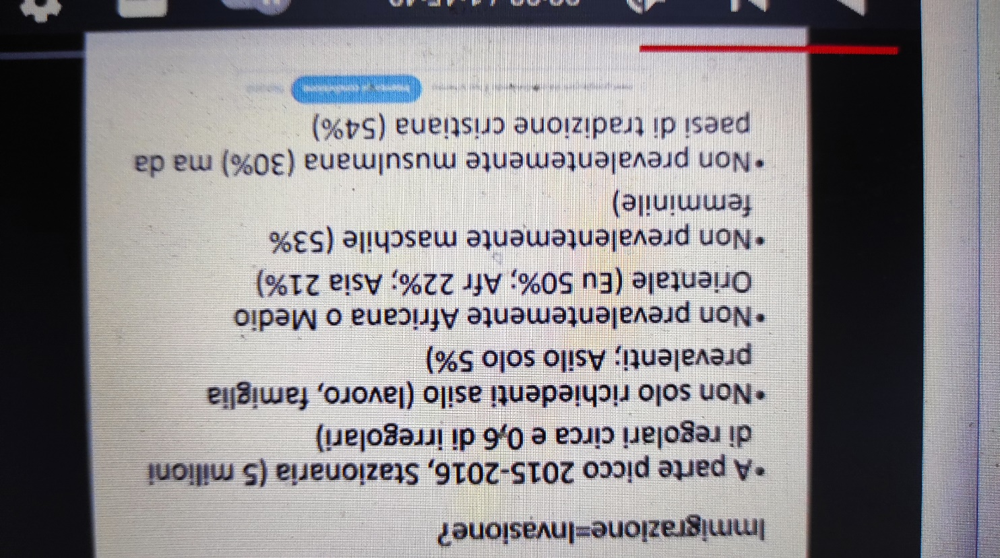 Immigrazione=Invasione?
•A parte picco 2015-2016, Stazionaria (5 milioni
di regolari circa e 0,6 di irregolari)
•Non solo richiedenti asilo (lavoro, famiglia
prevalenti; Asilo solo 5%)
•Non prevalentemente Africana o Medio
Orientale (Eu 50%; Afr 22%; Asia 21%)
•Non prevalentemente maschile (53%
femminile)
•Non prevalentemente musulmana (30%) ma da
paesi di tradizione cristiana (54%)